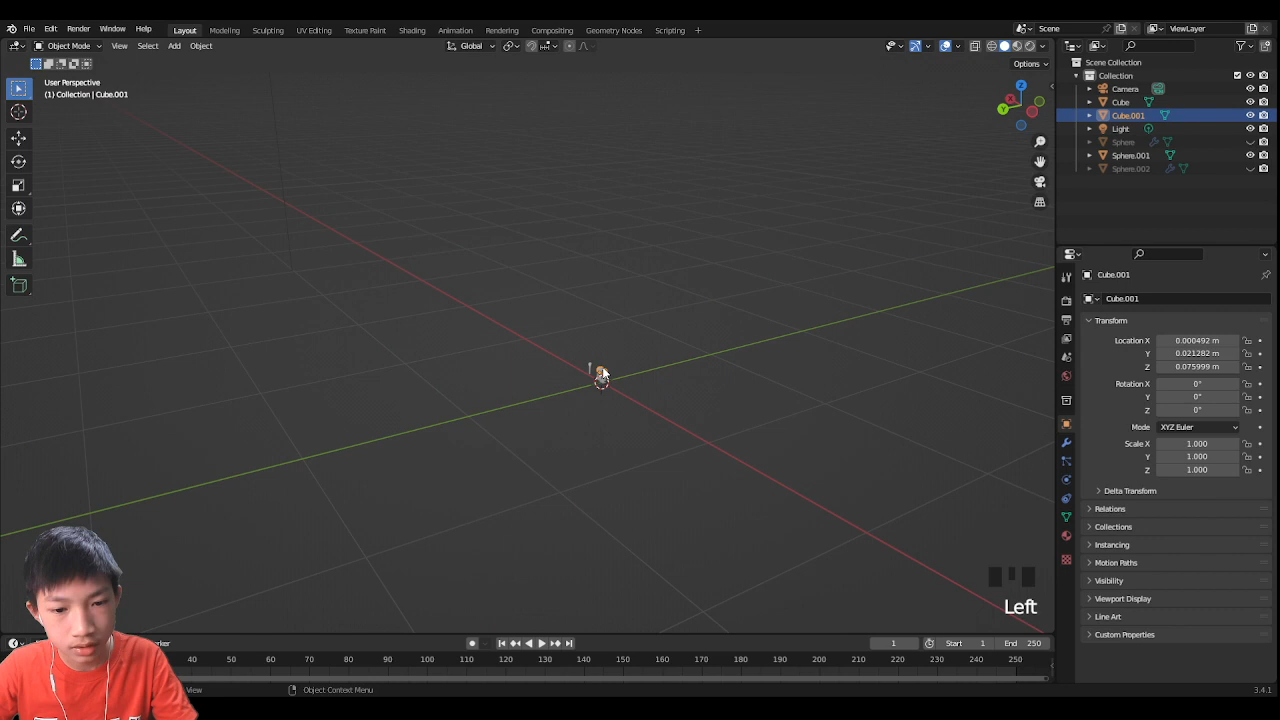 File Edit Render Window Help Layout Modeling Sculpting UV Editing Texture Paint Shading Animation Rendering Compositing Geometry Nodes Scripting + Scene ViewLayer
Object Mode View Select Add Object Global
Options
User Perspective
(1) Collection | Cube.001
Scene Collection
Collection
Camera
Cube
Cube.001
Light
Sphere
Sphere.001
Sphere.002
Z
X
Y
Cube.001
Cube.001
Transform
Location X 0.000492 m
Y 0.021282 m
Z 0.075999 m
Rotation X 0°
Y 0°
Z 0°
Mode XYZ Euler
Scale X 1.000
Y 1.000
Z 1.000
Delta Transform
Relations
Collections
Instancing
Motion Paths
Visibility
Viewport Display
Line Art
Custom Properties
Left
1 Start 1 End 250
40 50 60 70 80 90 100 110 120 130 140 150 160 170 180 190 200 210 220 230 240 250
View Object Context Menu 3.4.1